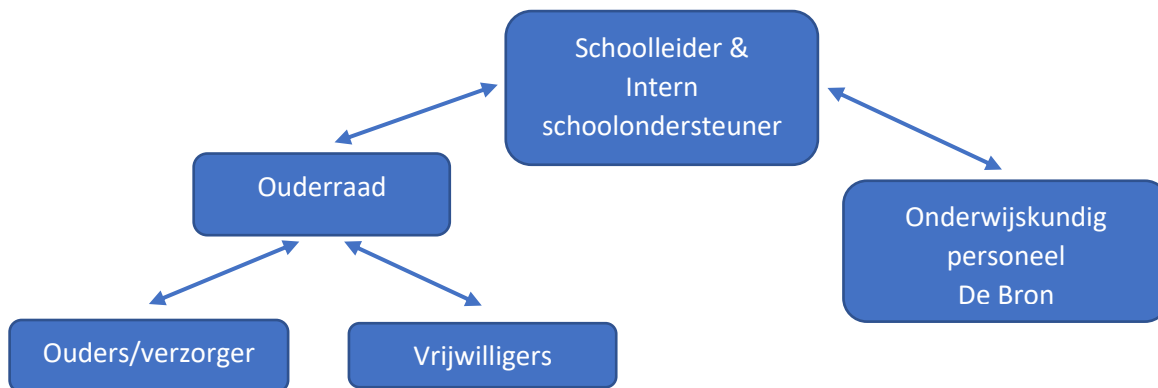 Schoolleider &
Intern
schoolondersteuner
Ouderraad
Onderwijskundig
personeel
De Bron
Ouders/verzorger
Vrijwilligers